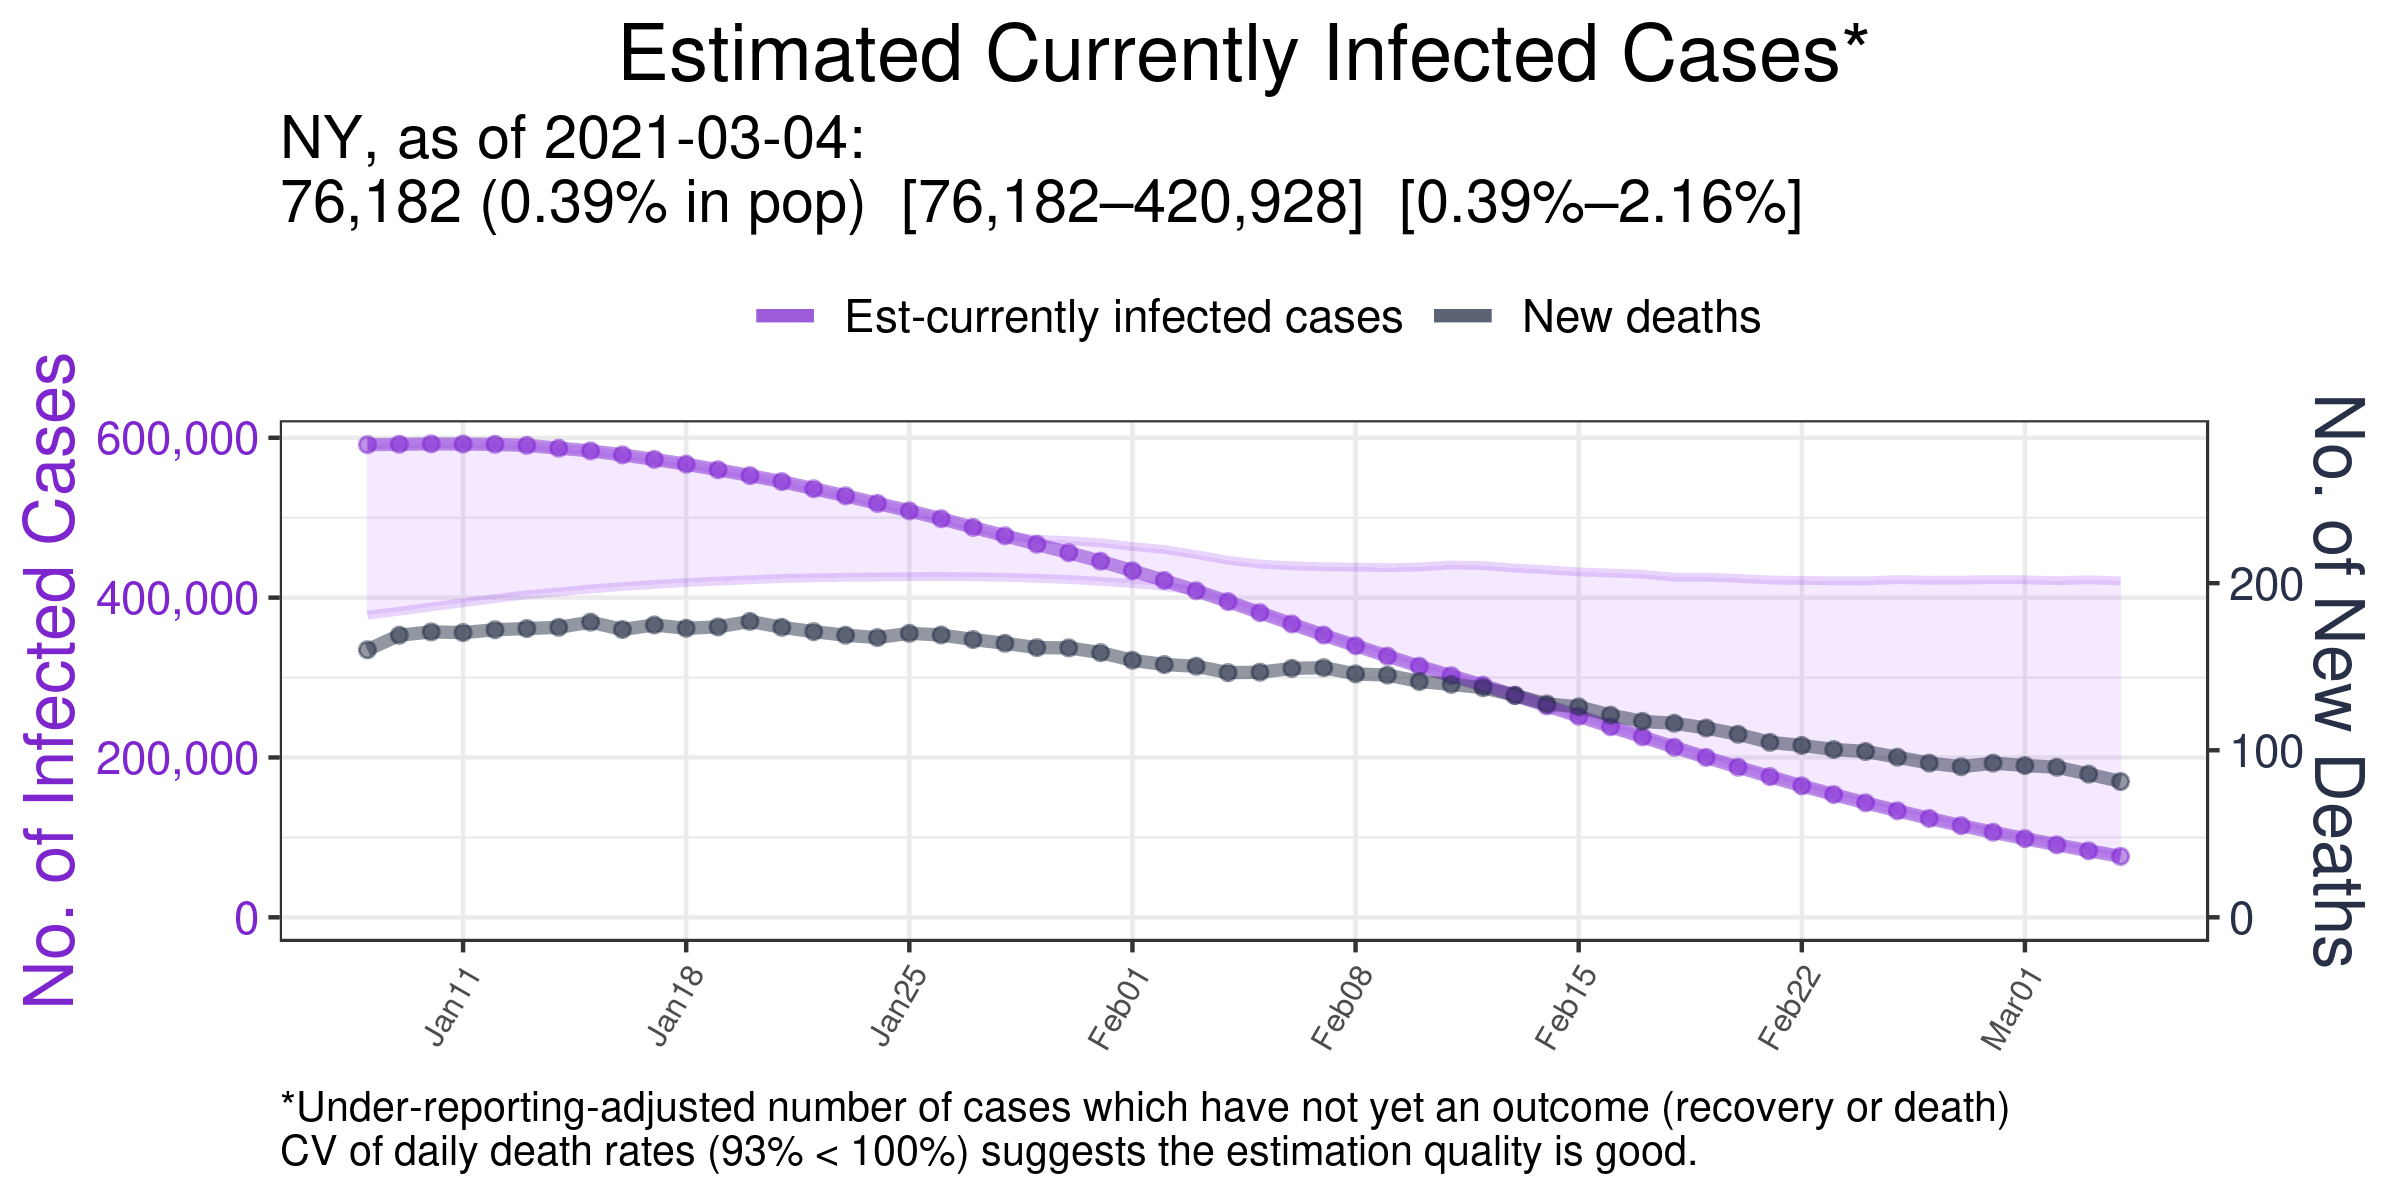 Estimated Currently Infected Cases*
NY, as of 2021-03-04:
76,182 (0.39% in pop)  [76,182–420,928]  [0.39%–2.16%]
Est-currently infected cases
New deaths
No. of Infected Cases
600,000
400,000
200,000
0
200
100
0
No. of New Deaths
Jan11
Jan18
Jan25
Feb01
Feb08
Feb15
Feb22
Mar01
*Under-reporting-adjusted number of cases which have not yet an outcome (recovery or death)
CV of daily death rates (93% < 100%) suggests the estimation quality is good.